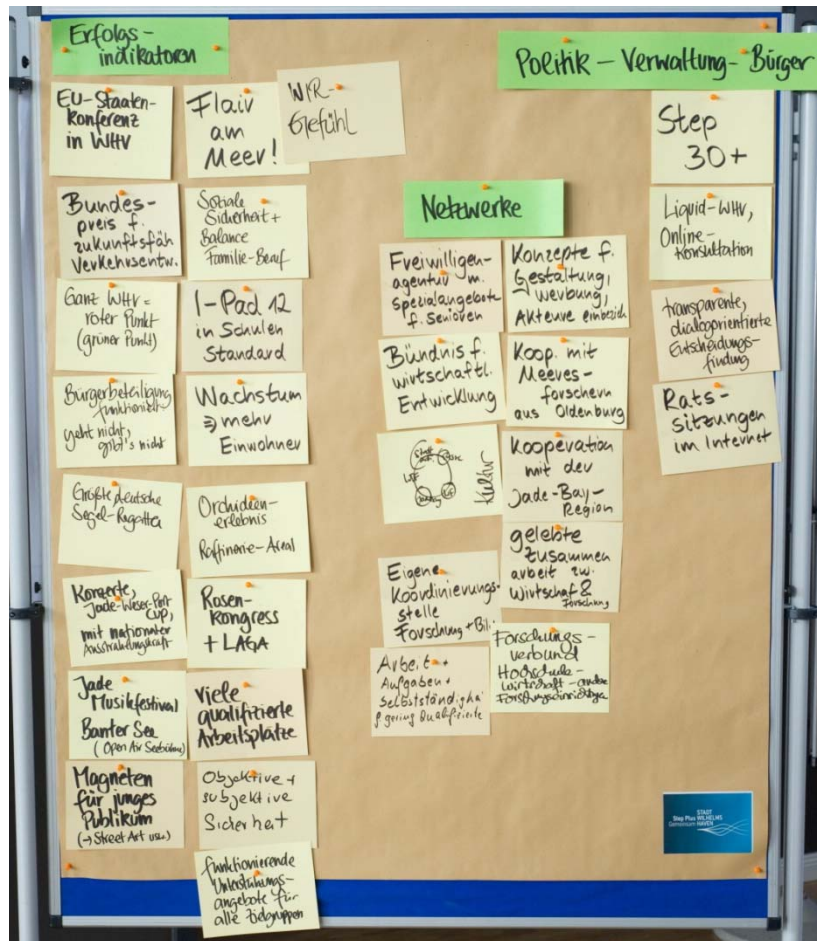 Erfolgs-
indikatoren
EU-Staaten-
konferenz
in WHV
Flair
am
Meer!
WIR-
Gefühl
Bundes-
preis f.
zukunftsfäh
Verkehrsentw.
Soziale
Sicherheit +
Balance
Familie-Beruf
Ganz WHV =
roter Punkt
(grüner Punkt)
I-Pad 12
in Schulen
Standard
Bürgerbeteiligung
funktioniert
geht nicht,
gibt's nicht
Wachstum
⇒ mehr
Einwohner
Größte deutsche
Segel-Regatta
Orchideen-
erlebnis
Raffinerie-Areal
Konzerte,
Jade-Weser-Port
CUP,
mit nationaler
Ausstrahlungskraft
Rosen-
kongress
+ LAGA
Jade
Musikfestival
Banter See
(Open Air Seebühne)
viele
qualifizierte
Arbeitsplätze
Magneten
für junges
Publikum
(→ Street Art usw.)
Objektive +
subjektive
Sicherheit
funktionierende
Unterstützungs-
angebote für
alle Zielgruppen
Netzwerke
Freiwilligen-
agentur m.
Spezialangebote
f. Senioren
Konzepte f.
Gestaltung,
Werbung,
Akteure einbezieh
Bündnis f.
wirtschaftl.
Entwicklung
Koop. mit
Meeres-
forschern
aus Oldenburg
Kultur
Kooperation
mit der
Jade-Bay-
Region
Eigene
Koordinierungs-
stelle
Forschung + Bil.
gelebte
Zusammen
arbeit zw.
Wirtschaf &
Forschung
Arbeit +
Aufgaben +
Selbstständigkei
f gering Qualifizierte
Forschungs-
verbund
Hochschule-
Wirtschaft - andere
Forschungseinrichtungen
Politik - Verwaltung - Bürger
Step
30+
Liquid-WHV,
Online-
Konsultation
transparente,
dialogorientierte
Entscheidungs-
findung
Rats-
sitzungen
im Internet
STADT
Step Plus WILHELMS
Gemeinsam HAVEN